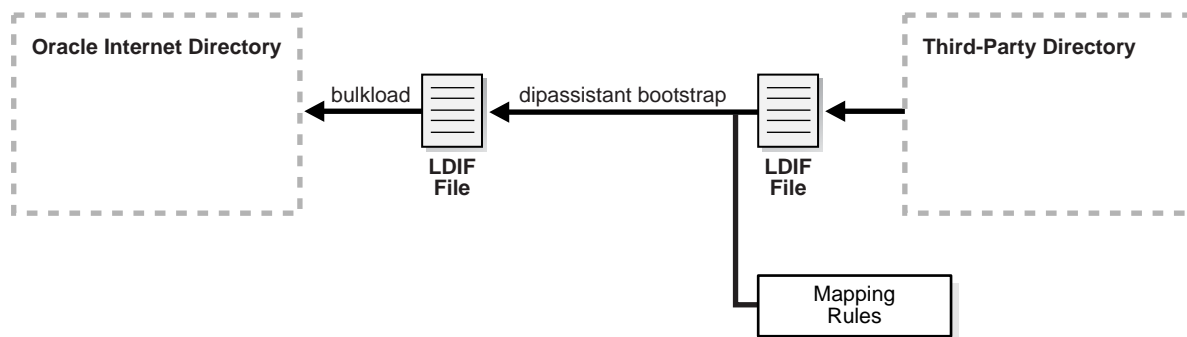 Oracle Internet Directory
Third-Party Directory
bulkload
dipassistant bootstrap
LDIF
File
LDIF
File
Mapping
Rules